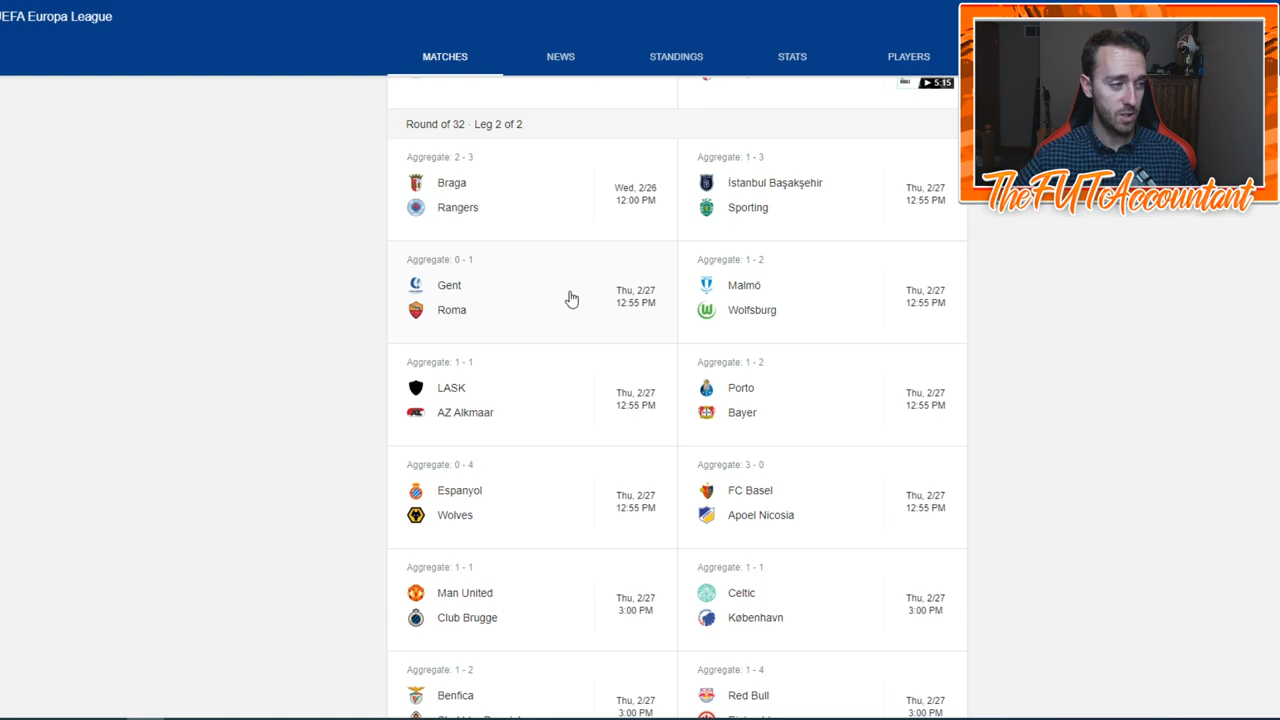 UEFA Europa League
MATCHES NEWS STANDINGS STATS PLAYERS
5:15
Round of 32 · Leg 2 of 2
Aggregate: 2 - 3
Braga
Rangers
Wed, 2/26
12:00 PM
Aggregate: 1 - 3
İstanbul Başakşehir
Sporting
Thu, 2/27
12:55 PM
Aggregate: 0 - 1
Gent
Roma
Thu, 2/27
12:55 PM
Aggregate: 1 - 2
Malmö
Wolfsburg
Thu, 2/27
12:55 PM
Aggregate: 1 - 1
LASK
AZ Alkmaar
Thu, 2/27
12:55 PM
Aggregate: 1 - 2
Porto
Bayer
Thu, 2/27
12:55 PM
Aggregate: 0 - 4
Espanyol
Wolves
Thu, 2/27
12:55 PM
Aggregate: 3 - 0
FC Basel
Apoel Nicosia
Thu, 2/27
12:55 PM
Aggregate: 1 - 1
Man United
Club Brugge
Thu, 2/27
3:00 PM
Aggregate: 1 - 1
Celtic
København
Thu, 2/27
3:00 PM
Aggregate: 1 - 2
Benfica
Thu, 2/27
3:00 PM
Aggregate: 1 - 4
Red Bull
Thu, 2/27
3:00 PM
TheFUTAccountant